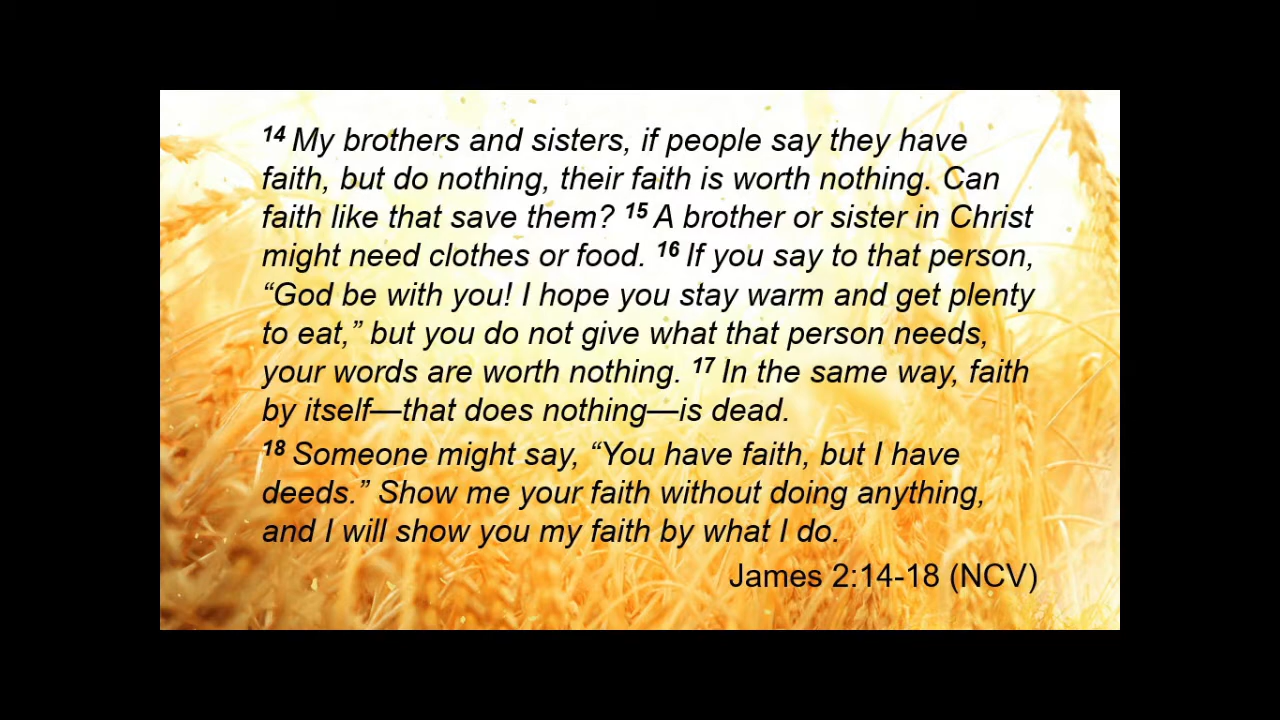 14 My brothers and sisters, if people say they have
faith, but do nothing, their faith is worth nothing. Can
faith like that save them? 15 A brother or sister in Christ
might need clothes or food. 16 If you say to that person,
“God be with you! I hope you stay warm and get plenty
to eat,” but you do not give what that person needs,
your words are worth nothing. 17 In the same way, faith
by itself—that does nothing—is dead.
18 Someone might say, “You have faith, but I have
deeds.” Show me your faith without doing anything,
and I will show you my faith by what I do.
James 2:14-18 (NCV)